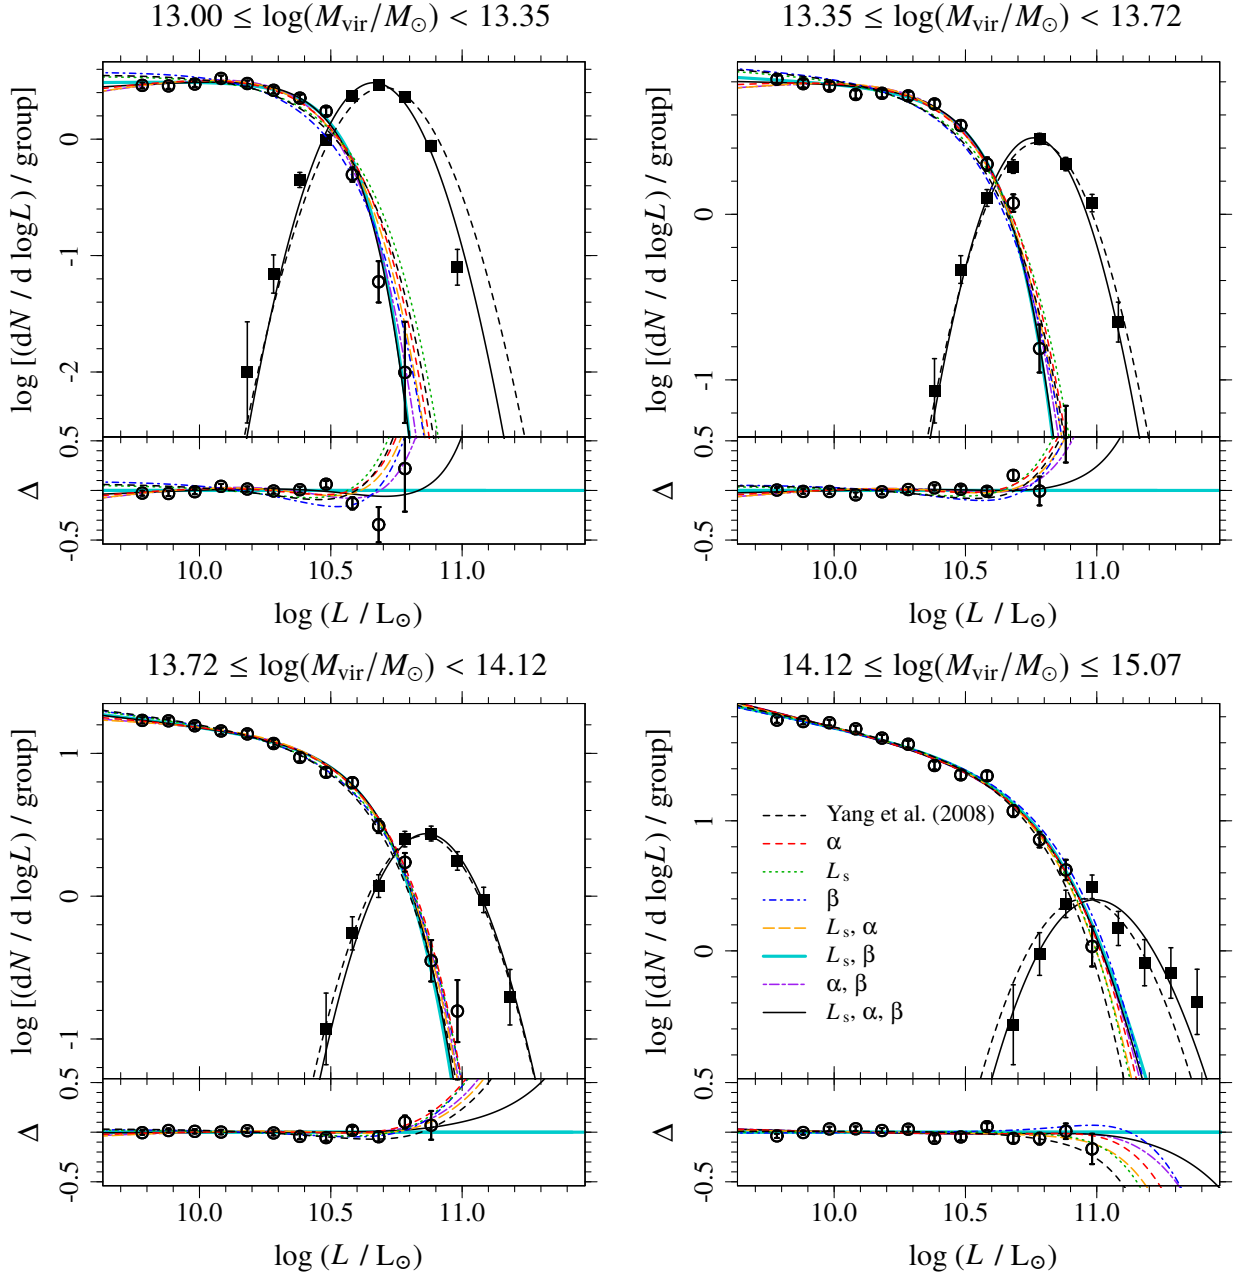 13.00 ≤ log(Mvir/M⊙) < 13.35
log [(dN / d logL) / group]
0
-1
-2
Δ
0.5
-0.5
10.0 10.5 11.0
log (L / L⊙)
13.35 ≤ log(Mvir/M⊙) < 13.72
log [(dN / d logL) / group]
0
-1
Δ
0.5
-0.5
10.0 10.5 11.0
log (L / L⊙)
13.72 ≤ log(Mvir/M⊙) < 14.12
log [(dN / d logL) / group]
1
0
-1
Δ
0.5
-0.5
10.0 10.5 11.0
log (L / L⊙)
14.12 ≤ log(Mvir/M⊙) ≤ 15.07
log [(dN / d logL) / group]
1
0
Yang et al. (2008)
α
Ls
β
Ls, α
Ls, β
α, β
Ls, α, β
Δ
0.5
-0.5
10.0 10.5 11.0
log (L / L⊙)